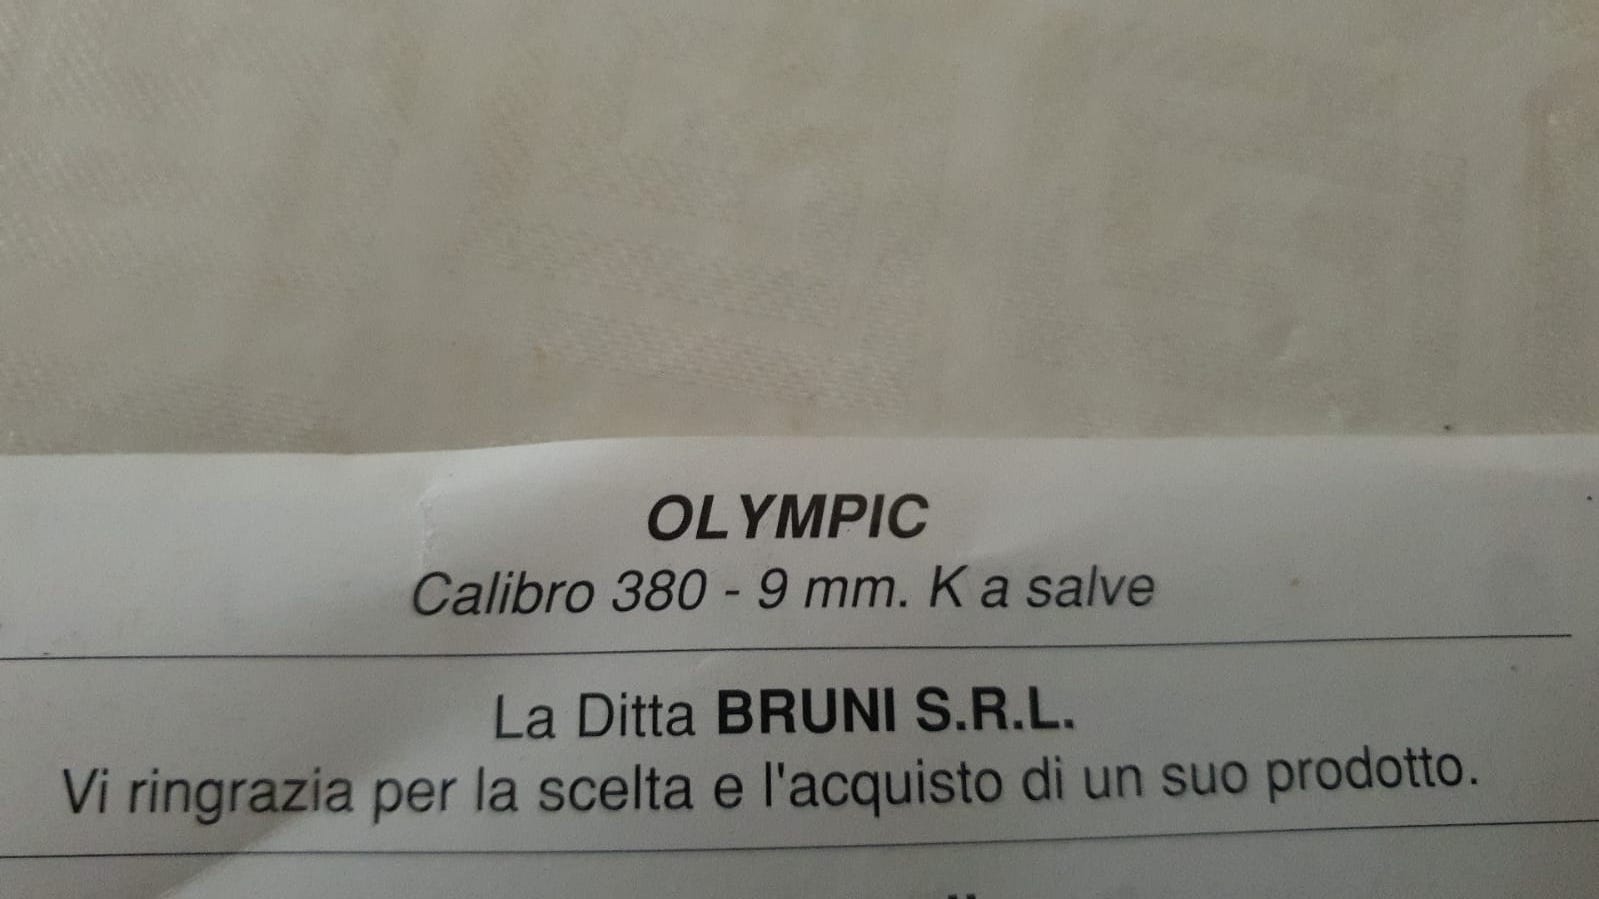 OLYMPIC
Calibro 380 - 9 mm. K a salve
La Ditta BRUNI S.R.L.
Vi ringrazia per la scelta e l'acquisto di un suo prodotto.